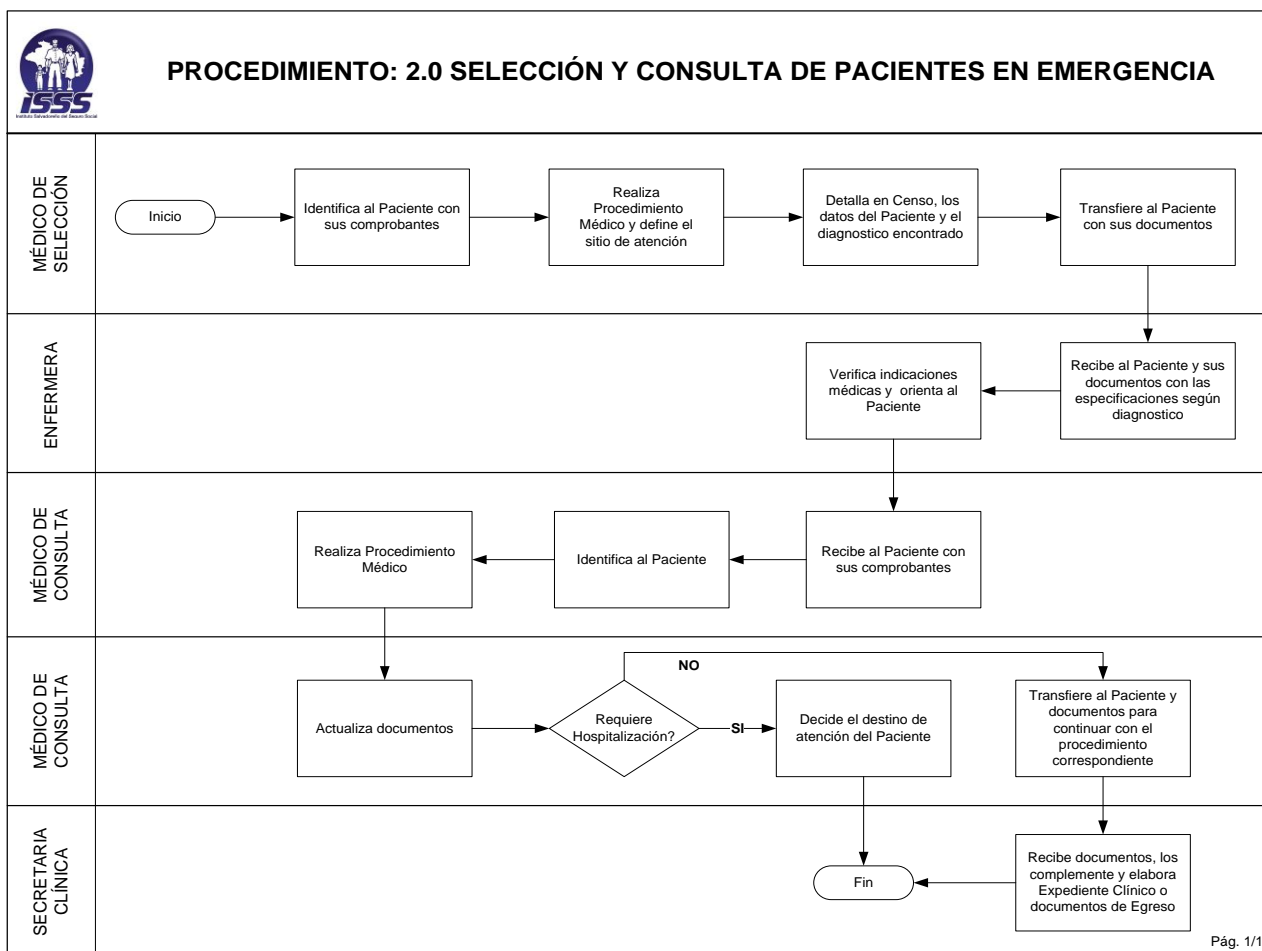 ISSS
Instituto Salvadoreño del Seguro Social
PROCEDIMIENTO: 2.0 SELECCIÓN Y CONSULTA DE PACIENTES EN EMERGENCIA
MÉDICO DE
SELECCIÓN
Inicio
Identifica al Paciente con
sus comprobantes
Realiza
Procedimiento
Médico y define el
sitio de atención
Detalla en Censo, los
datos del Paciente y el
diagnostico encontrado
Transfiere al Paciente
con sus documentos
ENFERMERA
Verifica indicaciones
médicas y orienta al
Paciente
Recibe al Paciente y sus
documentos con las
especificaciones según
diagnostico
MÉDICO DE
CONSULTA
Realiza Procedimiento
Médico
Identifica al Paciente
Recibe al Paciente con
sus comprobantes
MÉDICO DE
CONSULTA
Actualiza documentos
Requiere
Hospitalización?
NO
SI
Decide el destino de
atención del Paciente
Transfiere al Paciente y
documentos para
continuar con el
procedimiento
correspondiente
SECRETARIA
CLÍNICA
Fin
Recibe documentos, los
complemente y elabora
Expediente Clínico o
documentos de Egreso
Pág. 1/1